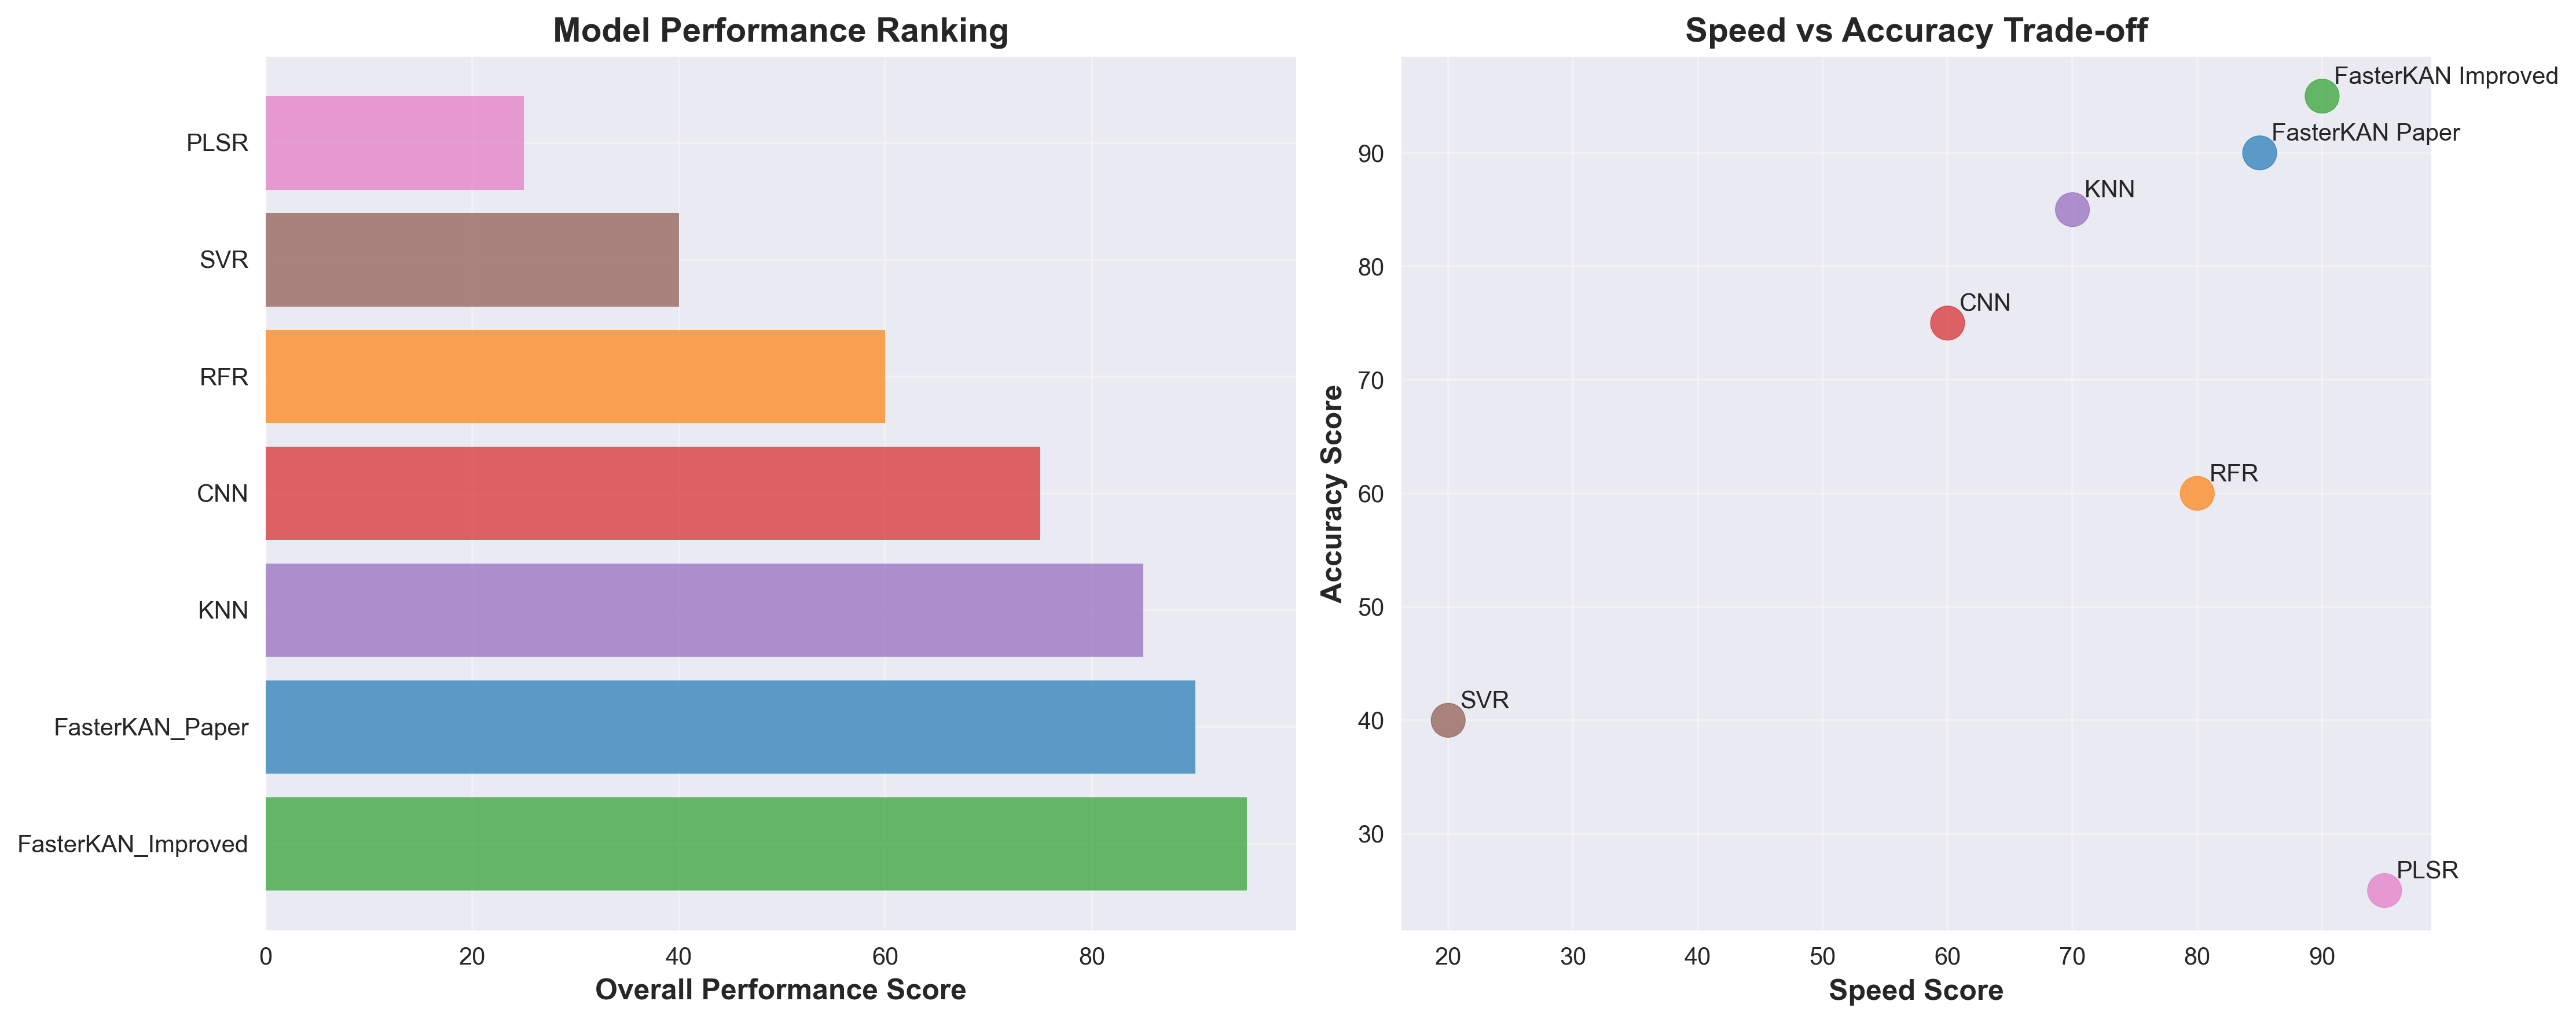 Model Performance Ranking
PLSR
SVR
RFR
CNN
KNN
FasterKAN_Paper
FasterKAN_Improved
0 20 40 60 80
Overall Performance Score
Speed vs Accuracy Trade-off
Accuracy Score
90
80
70
60
50
40
30
FasterKAN Improved
FasterKAN Paper
KNN
CNN
RFR
SVR
PLSR
20 30 40 50 60 70 80 90
Speed Score